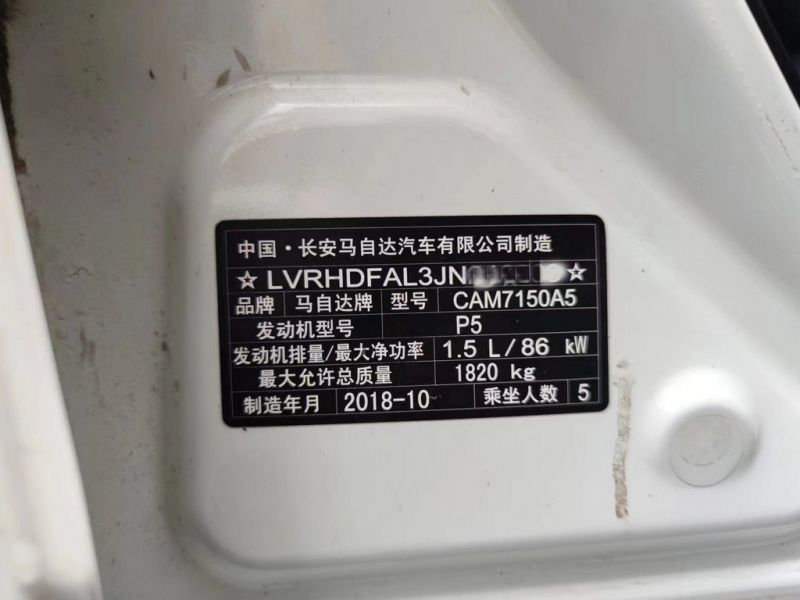 中国·长安马自达汽车有限公司制造
☆LVRHDFAL3JN ☆
品牌 马自达牌 型号 CAM7150A5
发动机型号 P5
发动机排量/最大净功率 1.5 L/86 kW
最大允许总质量 1820 kg
制造年月 2018-10 乘坐人数 5